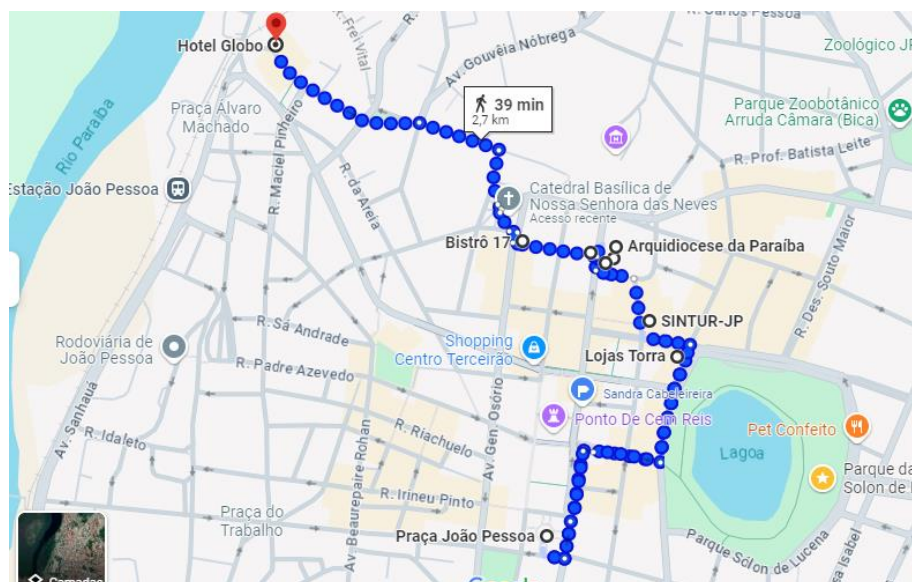 R. Carlos Pessoa
Hotel Globo
R. Frei Vital
Av. Gouvêia Nóbrega
Zoológico JP
Rio Paraíba
Praça Álvaro
Machado
39 min
2,7 km
Parque Zoobotânico
Arruda Câmara (Bica)
R. Maciel Pinheiro
R. Prof. Batista Leite
Estação João Pessoa
R. da Areia
Catedral Basílica de
Nossa Senhora das Neves
Acesso recente
Bistrô 17
Arquidiocese da Paraíba
R. Des. Souto Maior
SINTUR-JP
R. Sá Andrade
Rodoviária de
João Pessoa
Shopping
Centro Terceirão
Lojas Torra
R. Padre Azevedo
Sandra Cabeleireira
Av. Sanhauá
Av. Gen. Osório
Ponto De Cem Reis
Pet Confeito
R. Idaleto
R. Riachuelo
Lagoa
Av. Beaurepaire Rohan
Parque da
Solon de L
R. Irineu Pinto
Praça do
Trabalho
Praça João Pessoa
Parque Sólon de Lucena
Isabel
Camadas
Google